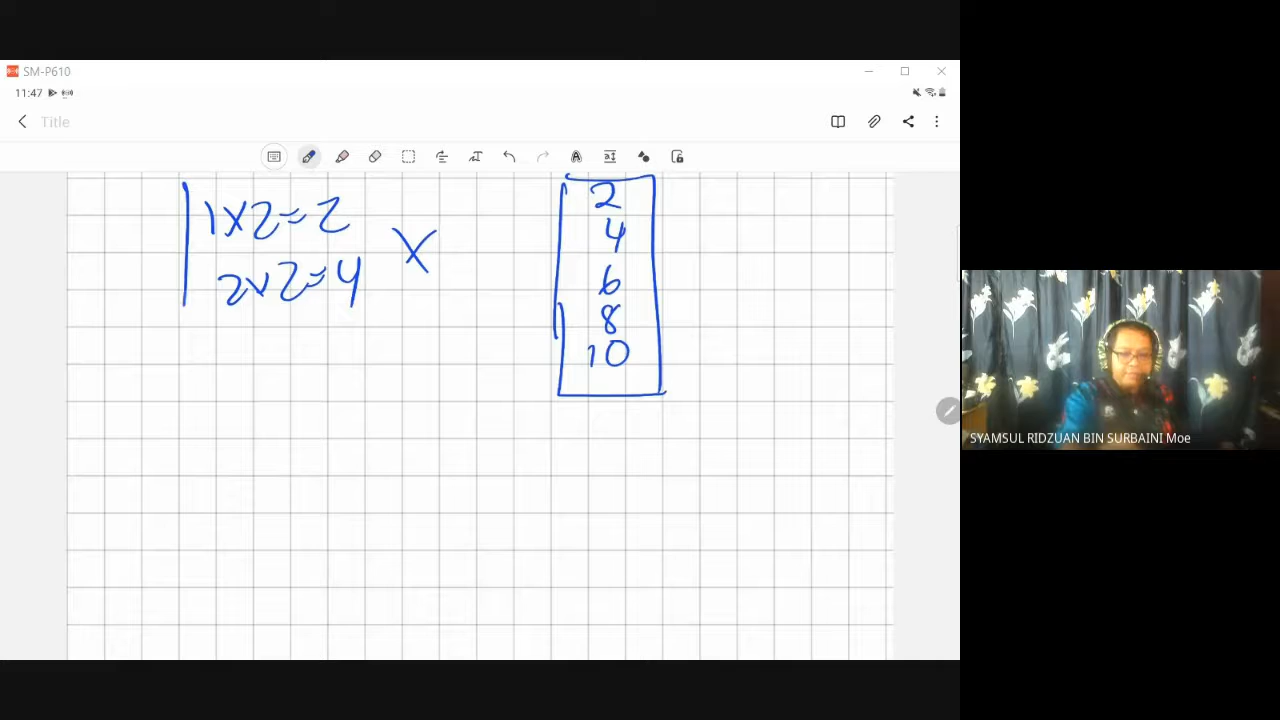 SM-P610
11:47
Title
1x2=2
2x2=4
X
2
4
6
8
10
SYAMSUL RIDZUAN BIN SURBAINI Moe